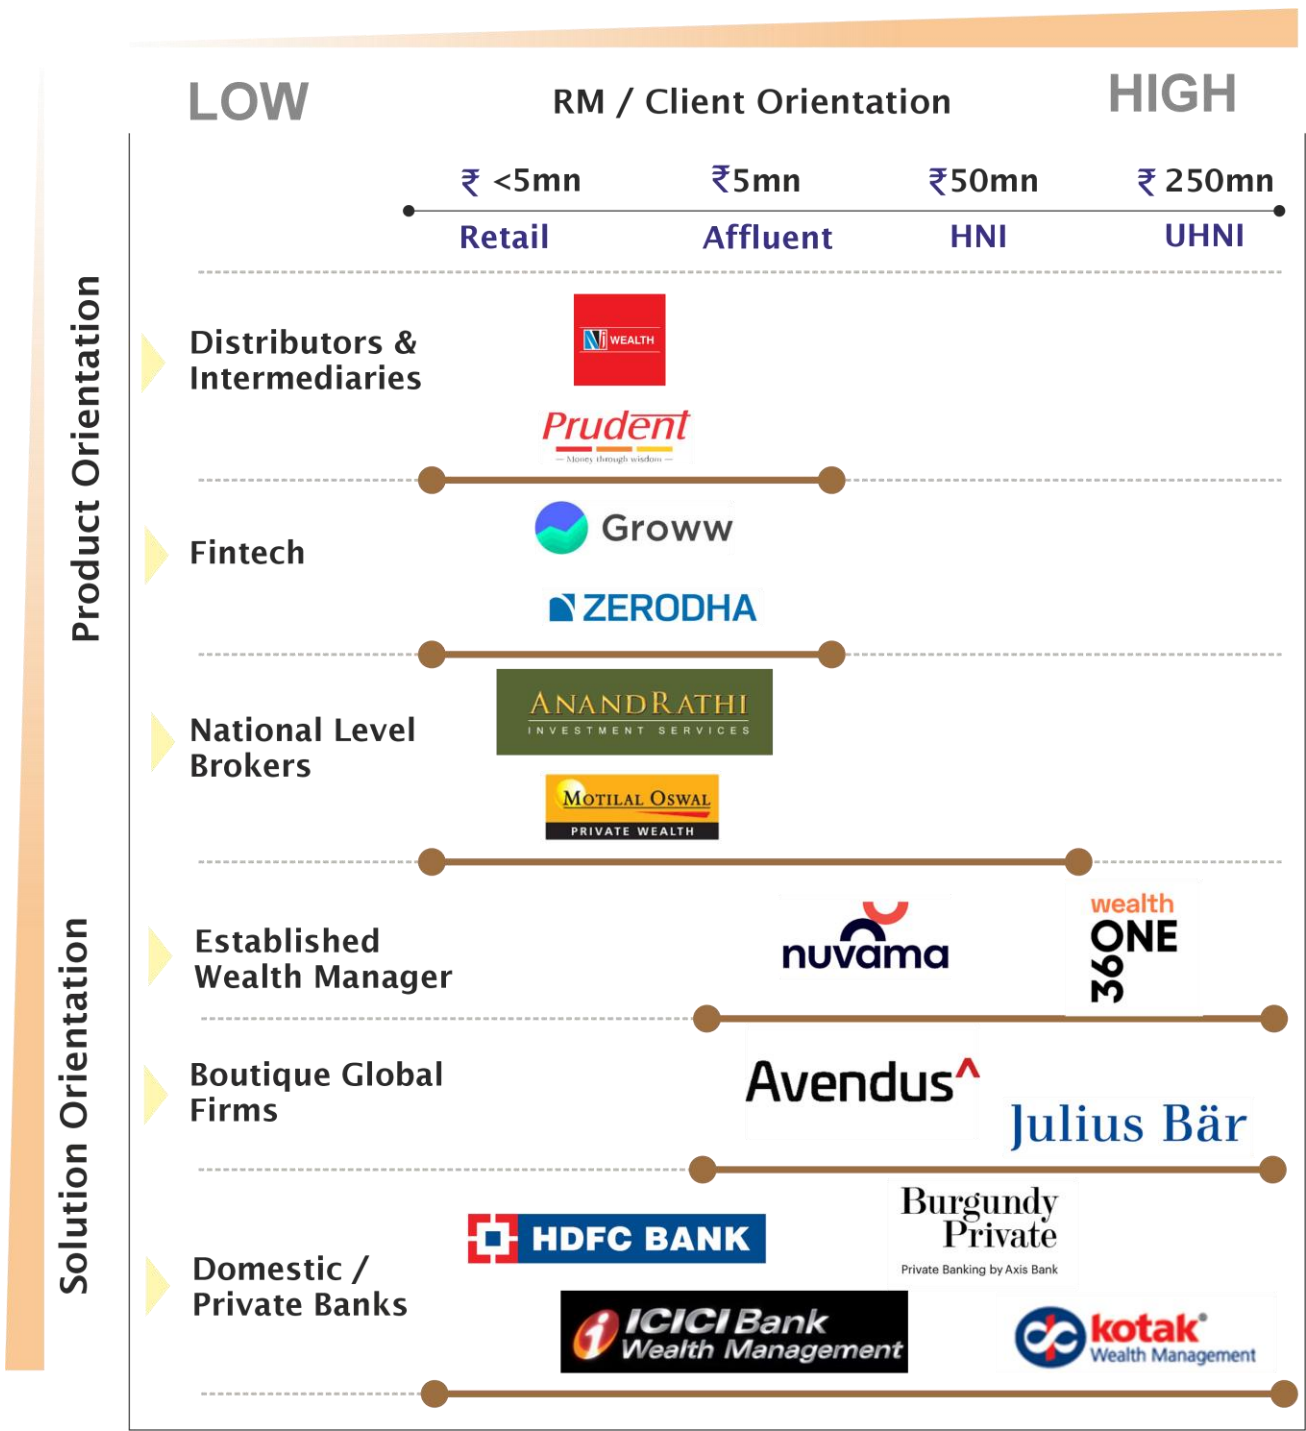 LOW
RM / Client Orientation
HIGH
₹ <5mn
₹5mn
₹50mn
₹ 250mn
Retail
Affluent
HNI
UHNI
Product Orientation
Distributors &
Intermediaries
NJ WEALTH
Prudent
— Money through wisdom —
Fintech
Groww
ZERODHA
National Level
Brokers
ANANDRATHI
INVESTMENT SERVICES
MOTILAL OSWAL
PRIVATE WEALTH
Solution Orientation
Established
Wealth Manager
nuvama
wealth
360 ONE
Boutique Global
Firms
Avendus^
Julius Bär
Domestic /
Private Banks
HDFC BANK
Burgundy
Private
Private Banking by Axis Bank
ICICI Bank
Wealth Management
kotak
Wealth Management